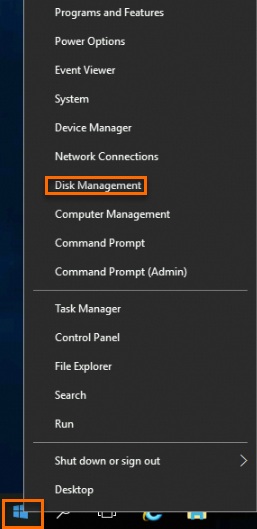 Programs and Features
Power Options
Event Viewer
System
Device Manager
Network Connections
Disk Management
Computer Management
Command Prompt
Command Prompt (Admin)
Task Manager
Control Panel
File Explorer
Search
Run
Shut down or sign out
Desktop